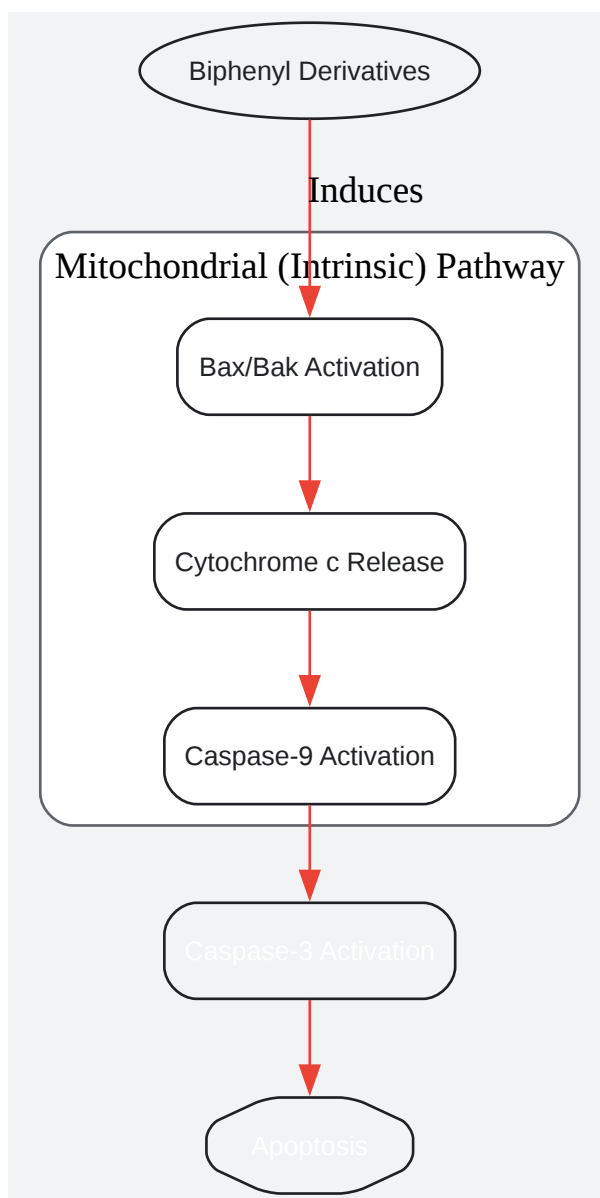 Biphenyl Derivatives
Induces
Mitochondrial (Intrinsic) Pathway
Bax/Bak Activation
Cytochrome c Release
Caspase-9 Activation
Caspase-3 Activation
Apoptosis